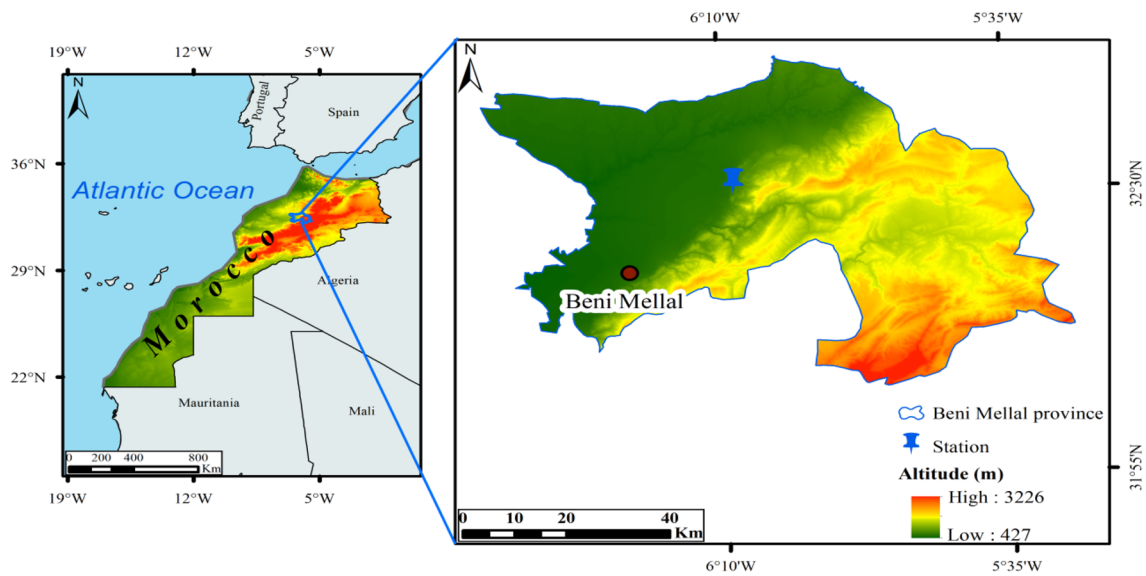 19°W 12°W 5°W
6°10'W 5°35'W
N
N
Portugal
Spain
36°N
Atlantic Ocean
32°30'N
29°N
Morocco
Algeria
Beni Mellal
22°N
Mauritania
Mali
Beni Mellal province
Station
31°55'N
Altitude (m)
High : 3226
Low : 427
0 200 400 800
Km
0 10 20 40
Km
19°W 12°W 5°W
6°10'W 5°35'W